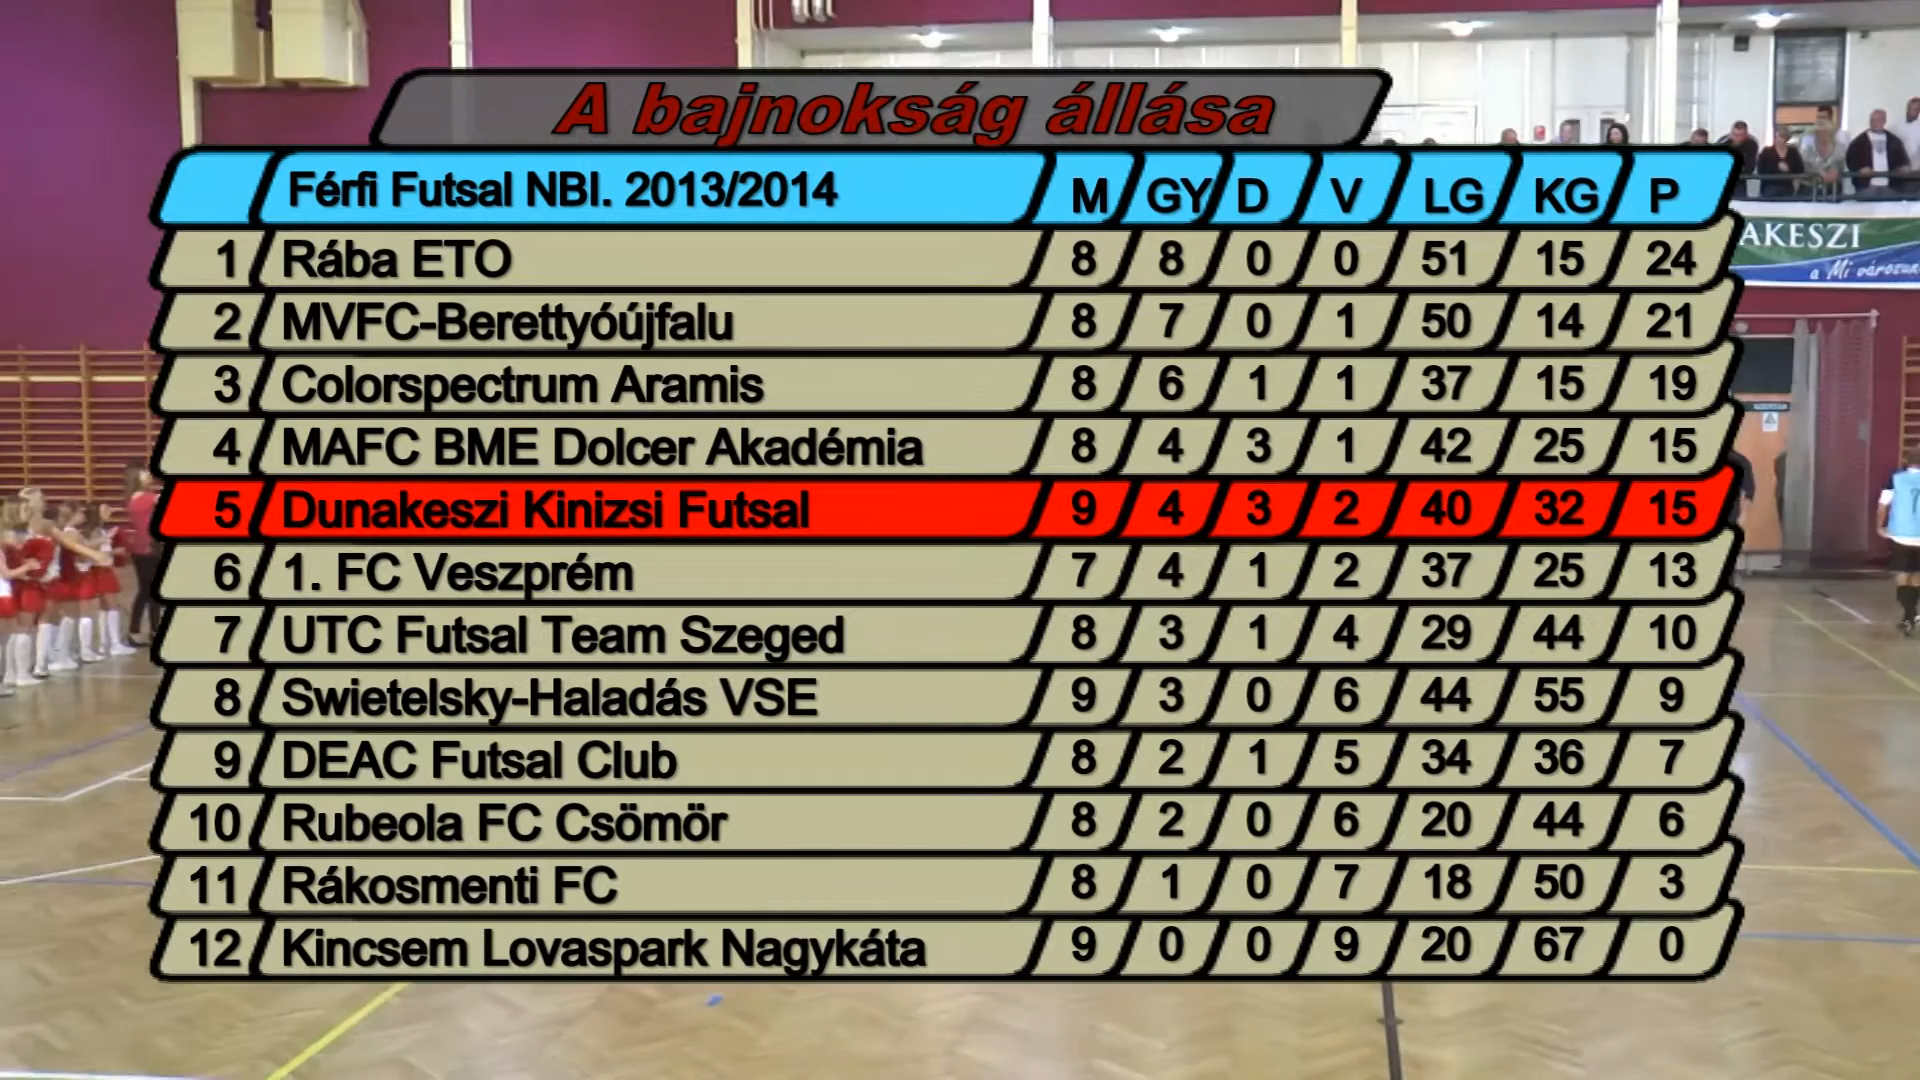 A bajnokság állása
Férfi Futsal NBI. 2013/2014 M GY D V LG KG P
1 Rába ETO 8 8 0 0 51 15 24
2 MVFC-Berettyóújfalu 8 7 0 1 50 14 21
3 Colorspectrum Aramis 8 6 1 1 37 15 19
4 MAFC BME Dolcer Akadémia 8 4 3 1 42 25 15
5 Dunakeszi Kinizsi Futsal 9 4 3 2 40 32 15
6 1. FC Veszprém 7 4 1 2 37 25 13
7 UTC Futsal Team Szeged 8 3 1 4 29 44 10
8 Swietelsky-Haladás VSE 9 3 0 6 44 55 9
9 DEAC Futsal Club 8 2 1 5 34 36 7
10 Rubeola FC Csömör 8 2 0 6 20 44 6
11 Rákosmenti FC 8 1 0 7 18 50 3
12 Kincsem Lovaspark Nagykáta 9 0 0 9 20 67 0
AKESZI
a Mi városun